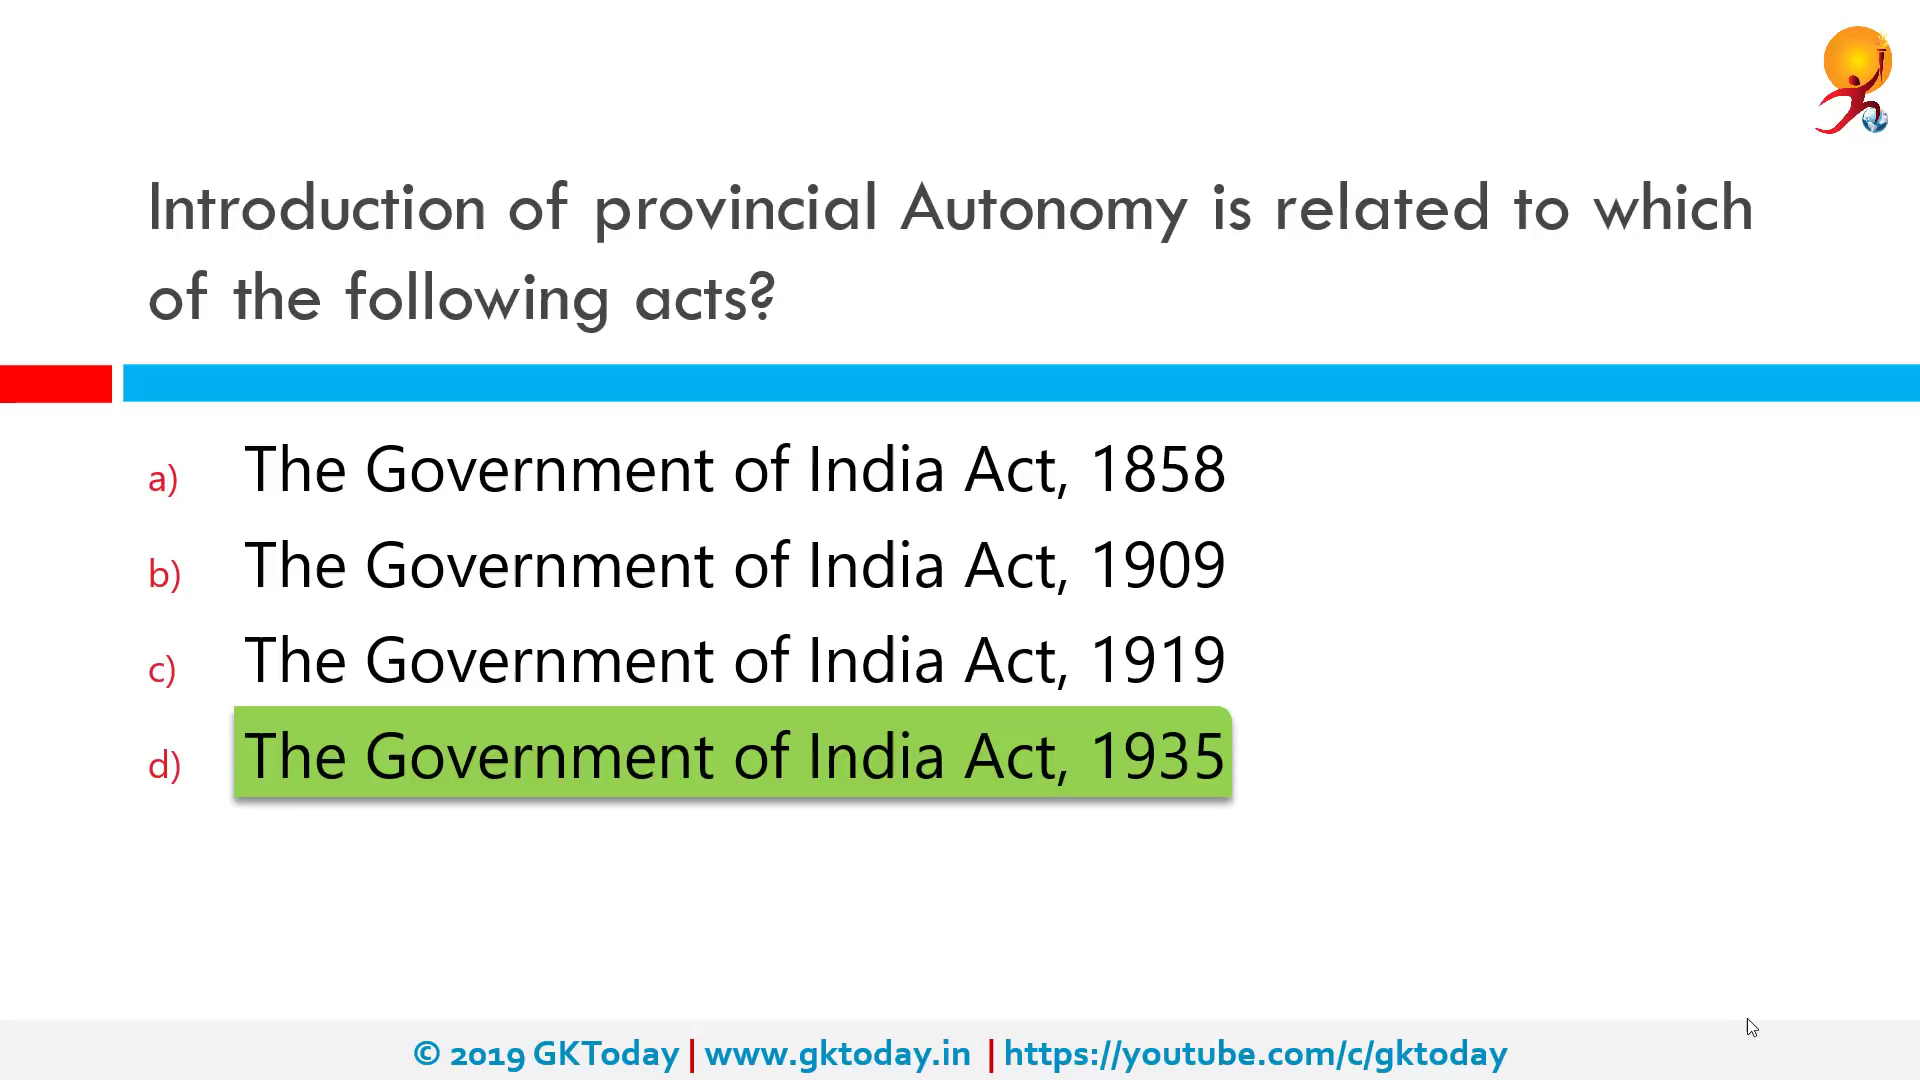 Introduction of provincial Autonomy is related to which
of the following acts?
a) The Government of India Act, 1858
b) The Government of India Act, 1909
c) The Government of India Act, 1919
d) The Government of India Act, 1935
© 2019 GKToday | www.gktoday.in | https://youtube.com/c/gktoday